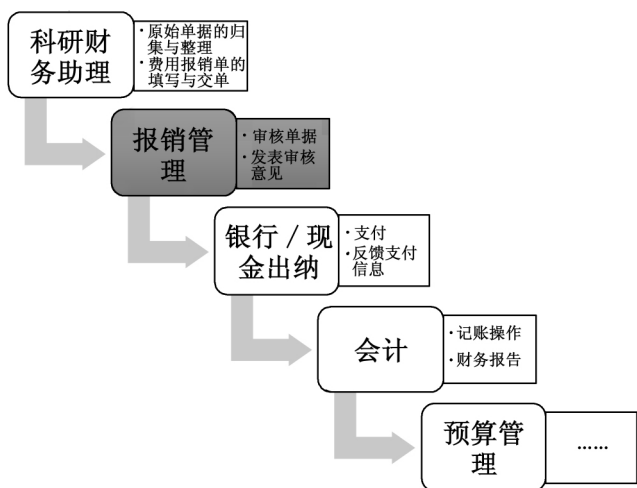 科研财
务助理
·原始单据的归
集与整理
·费用报销单的
填写与交单
报销管
理
·审核单据
·发表审核
意见
银行/现
金出纳
·支付
·反馈支付
信息
会计
·记账操作
·财务报告
预算管
理
······